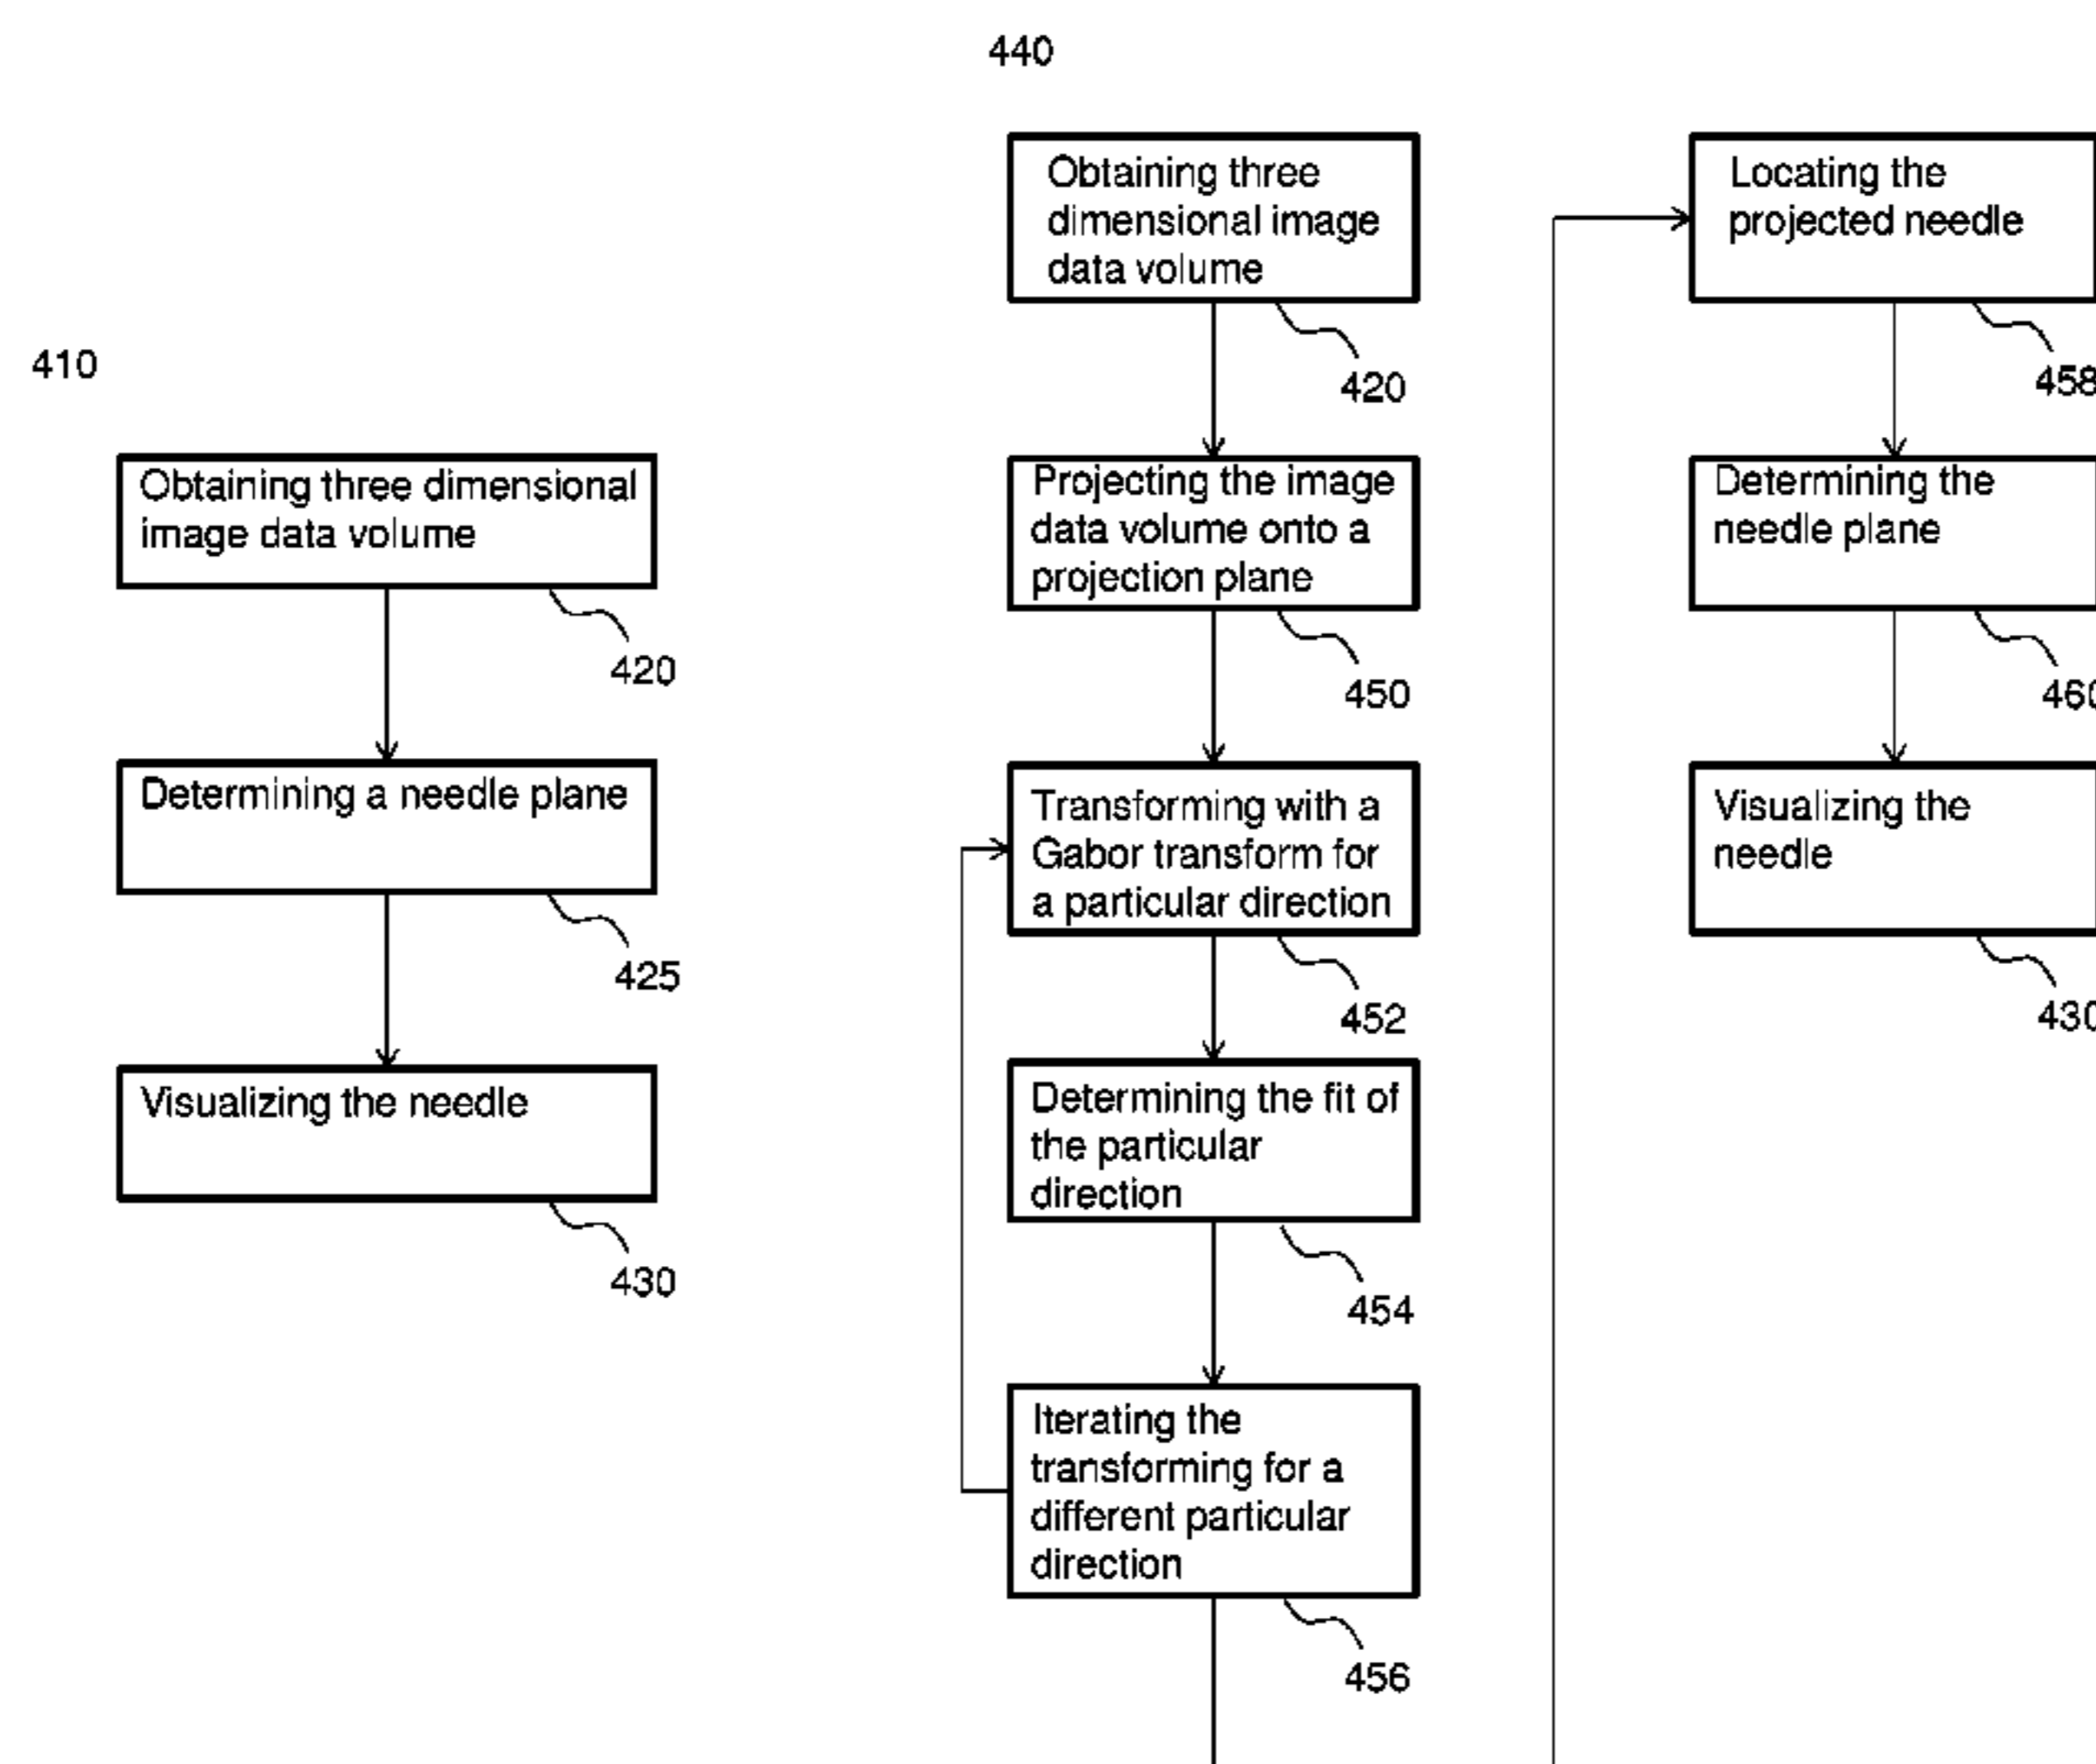 410
Obtaining three dimensional
image data volume
420
Determining a needle plane
425
Visualizing the needle
430
440
Obtaining three
dimensional image
data volume
420
Projecting the image
data volume onto a
projection plane
450
Transforming with a
Gabor transform for
a particular direction
452
Determining the fit of
the particular
direction
454
Iterating the
transforming for a
different particular
direction
456
Locating the
projected needle
458
Determining the
needle plane
460
Visualizing the
needle
430